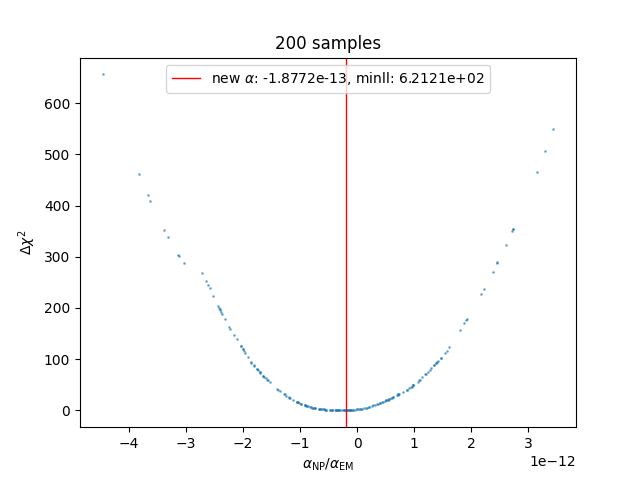 200 samples
new α: -1.8772e-13, minll: 6.2121e+02
600
500
400
300
200
100
0
Δχ²
−4 −3 −2 −1 0 1 2 3
1e−12
α_NP/α_EM